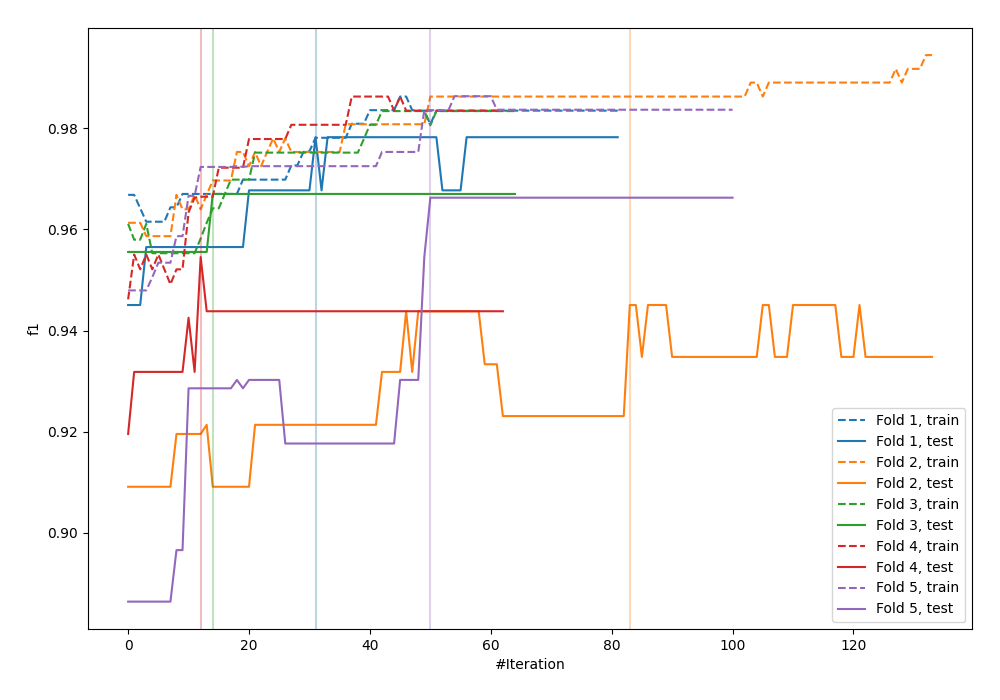 f1
0.98
0.96
0.94
0.92
0.90
0
20
40
60
80
100
120
#Iteration
Fold 1, train
Fold 1, test
Fold 2, train
Fold 2, test
Fold 3, train
Fold 3, test
Fold 4, train
Fold 4, test
Fold 5, train
Fold 5, test